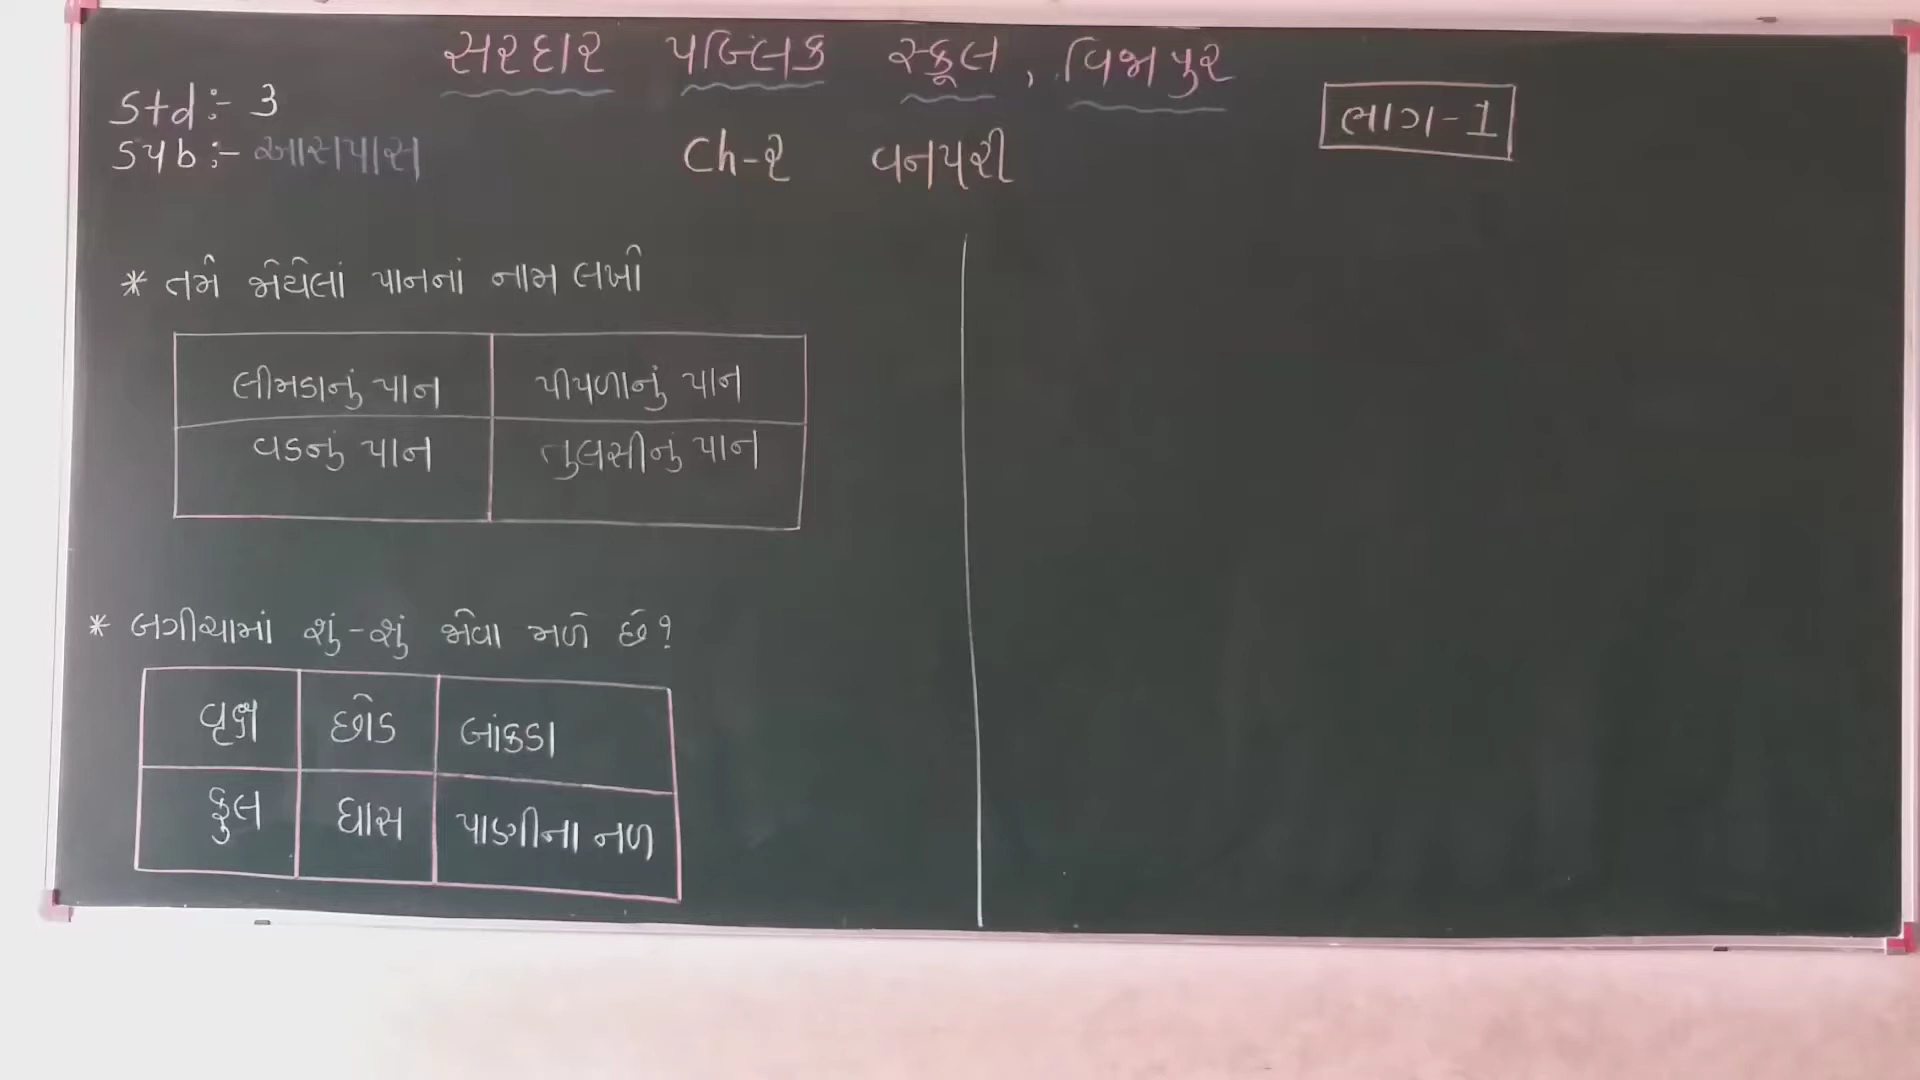 સરદાર પબ્લિક સ્કૂલ, વિજાપુર
Std :- 3
ભાગ-1
Sub :- આસપાસ
Ch-૨ વનપરી
* તમે જોયેલાં પાનનાં નામ લખો
લીમડાનું પાન પીપળાનું પાન
વડનું પાન તુલસીનું પાન
* બગીચામાં શું-શું જોવા મળે છે?
વૃક્ષ છોડ બાંકડા
ફુલ ઘાસ પાણીના નળ